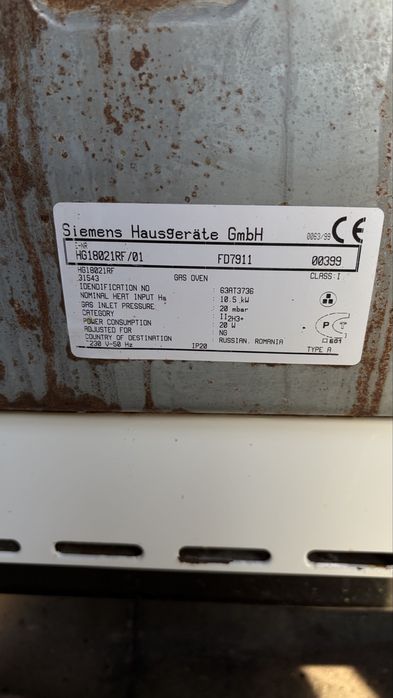 Siemens Hausgeräte GmbH 0063/99 CE
E-NR
HG18021RF/01 FD7911 00399
HG18021RF GAS OVEN CLASS:I
31543
IDENDIFICATION NO : 63AT3736
NOMINAL HEAT INPUT Hs : 10.5 kW
GAS INLET PRESSURE : 20 mbar
CATEGORY : II2H3+
POWER CONSUMPTION : 20 W
ADJUSTED FOR : NG
COUNTRY OF DESTINATION : RUSSIAN, ROMANIA
~230 V-50 Hz IP20 TYPE A